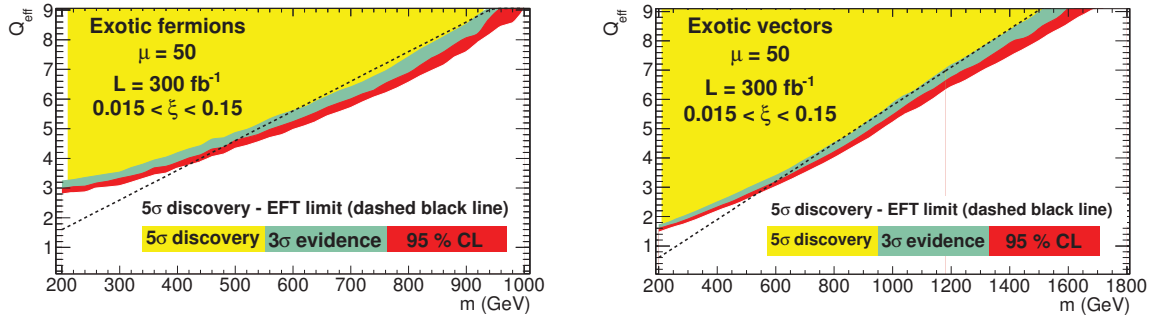 Q_eff
9
8
7
6
5
4
3
2
1
Exotic fermions
μ = 50
L = 300 fb⁻¹
0.015 < ξ < 0.15
5σ discovery - EFT limit (dashed black line)
5σ discovery 3σ evidence 95 % CL
200 300 400 500 600 700 800 900 1000
m (GeV)
Q_eff
9
8
7
6
5
4
3
2
1
Exotic vectors
μ = 50
L = 300 fb⁻¹
0.015 < ξ < 0.15
5σ discovery - EFT limit (dashed black line)
5σ discovery 3σ evidence 95 % CL
200 400 600 800 1000 1200 1400 1600 1800
m (GeV)